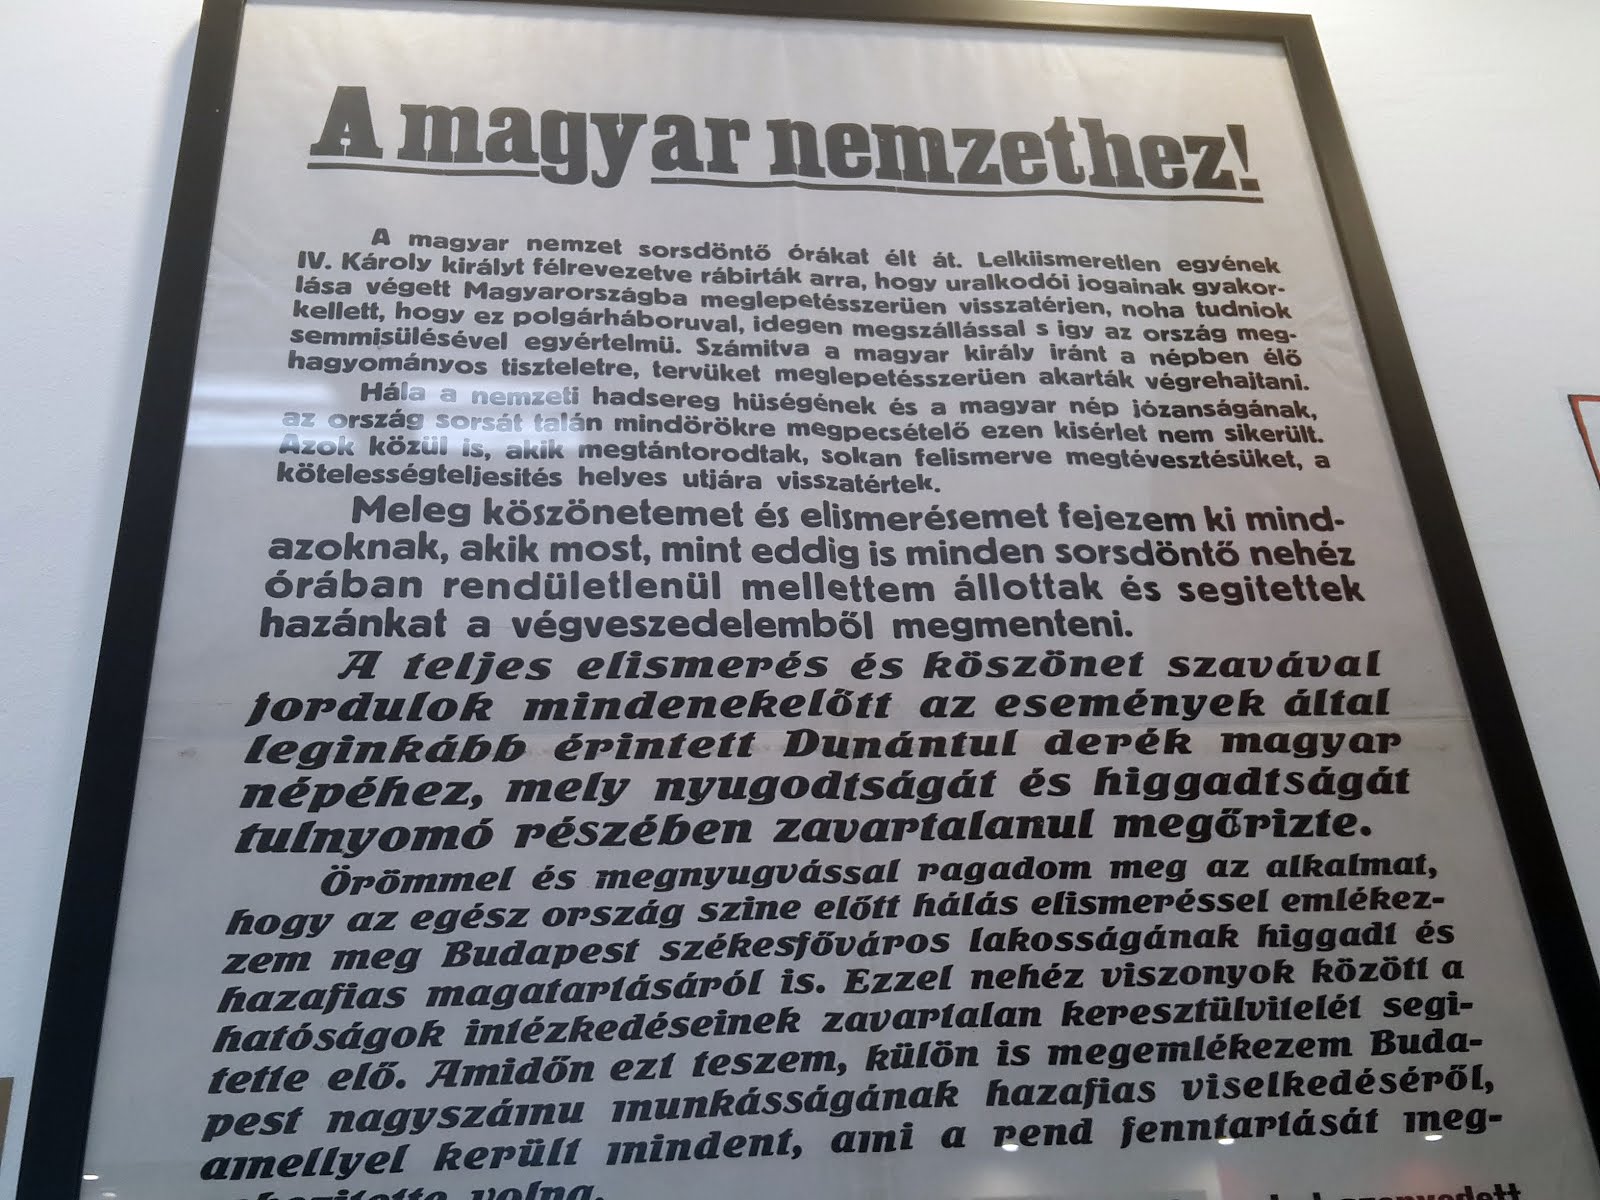 A magyar nemzethez!
A magyar nemzet sorsdöntő órákat élt át. Lelkiismeretlen egyének
IV. Károly királyt félrevezetve rábirták arra, hogy uralkodói jogainak gyakor-
lása végett Magyarországba meglepetésszerüen visszatérjen, noha tudniok
kellett, hogy ez polgárháboruval, idegen megszállással s igy az ország meg-
semmisülésével egyértelmü. Számitva a magyar király iránt a népben élő
hagyományos tiszteletre, tervüket meglepetésszerüen akarták végrehajtani.
Hála a nemzeti hadsereg hüségének és a magyar nép józanságának,
az ország sorsát talán mindörökre megpecsételő ezen kisérlet nem sikerült.
Azok közül is, akik megtántorodtak, sokan felismerve megtévesztésüket, a
kötelességteljesités helyes utjára visszatértek.
Meleg köszönetemet és elismerésemet fejezem ki mind-
azoknak, akik most, mint eddig is minden sorsdöntő nehéz
órában rendületlenül mellettem állottak és segitettek
hazánkat a végveszedelemből megmenteni.
A teljes elismerés és köszönet szavával
fordulok mindenekelőtt az események által
leginkább érintett Dunántul derék magyar
népéhez, mely nyugodtságát és higgadtságát
tulnyomó részében zavartalanul megőrizte.
Örömmel és megnyugvással ragadom meg az alkalmat,
hogy az egész ország szine előtt hálás elismeréssel emlékez-
zem meg Budapest székesfőváros lakosságának higgadt és
hazafias magatartásáról is. Ezzel nehéz viszonyok között a
hatóságok intézkedéseinek zavartalan keresztülvitelét segi-
tette elő. Amidőn ezt teszem, külön is megemlékezem Buda-
pest nagyszámu munkásságának hazafias viselkedéséről,
amellyel került mindent, ami a rend fenntartását meg-
volna.